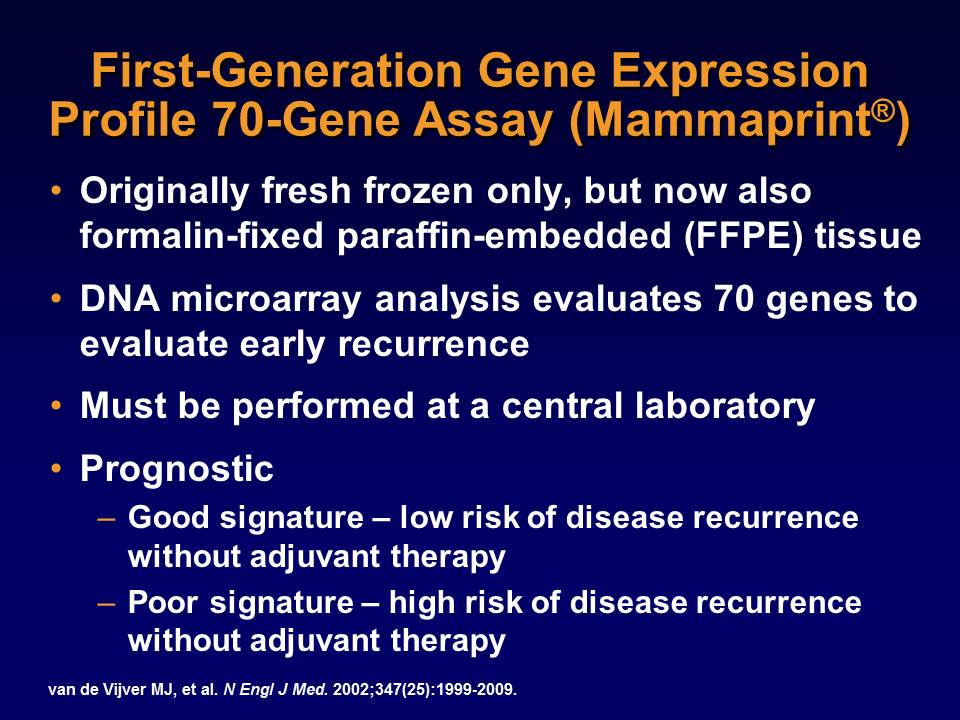 First-Generation Gene Expression
Profile 70-Gene Assay (Mammaprint®)
• Originally fresh frozen only, but now also
formalin-fixed paraffin-embedded (FFPE) tissue
• DNA microarray analysis evaluates 70 genes to
evaluate early recurrence
• Must be performed at a central laboratory
• Prognostic
– Good signature – low risk of disease recurrence
without adjuvant therapy
– Poor signature – high risk of disease recurrence
without adjuvant therapy
van de Vijver MJ, et al. N Engl J Med. 2002;347(25):1999-2009.